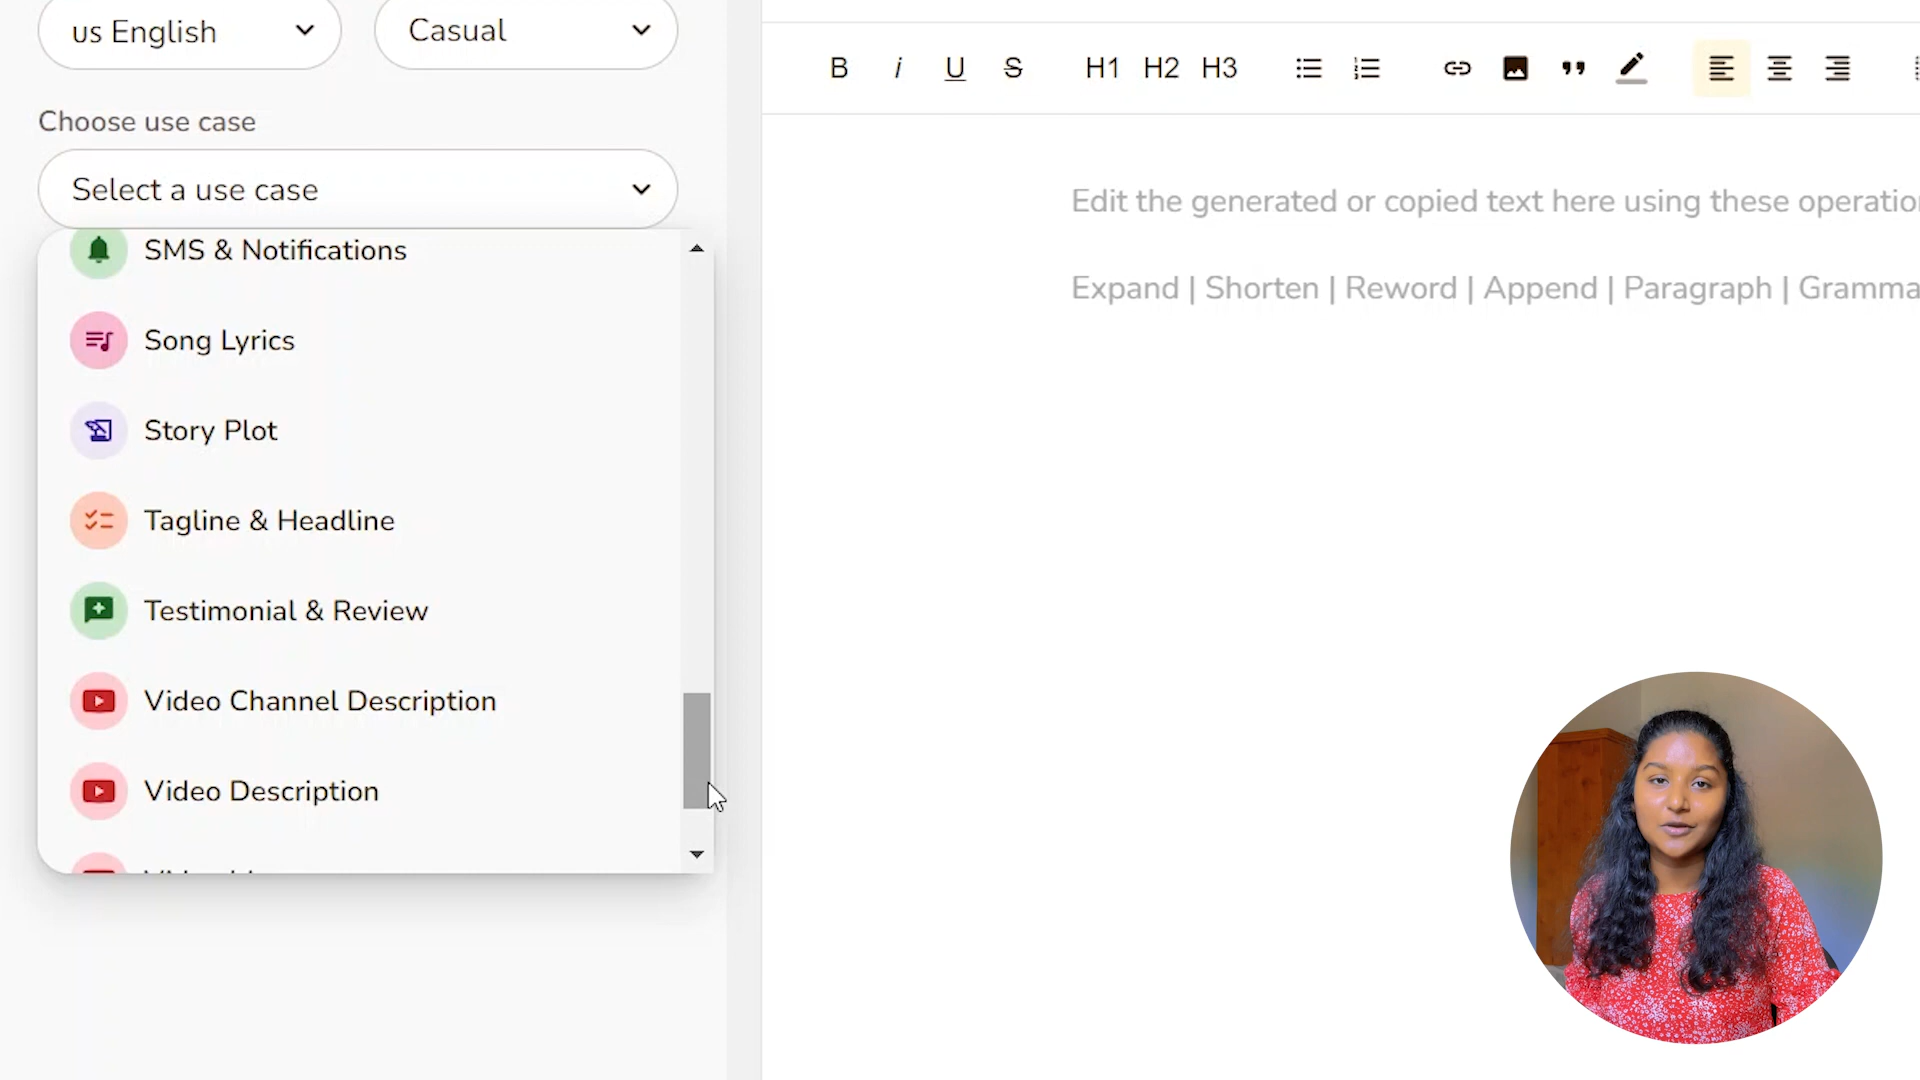 us English
Casual
B i U S H1 H2 H3
Choose use case
Select a use case
SMS & Notifications
Song Lyrics
Story Plot
Tagline & Headline
Testimonial & Review
Video Channel Description
Video Description
Edit the generated or copied text here using these
Expand | Shorten | Reword | Append | Paragraph |